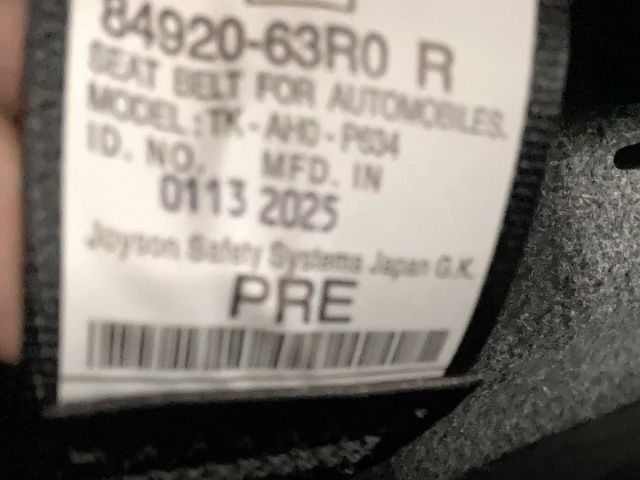 84920-63R0 R
SEAT BELT FOR AUTOMOBILES.
MODEL : TK - AH0 - P634
ID. NO. MFD. IN
0113 2025
Joyson Safety Systems Japan G.K.
PRE